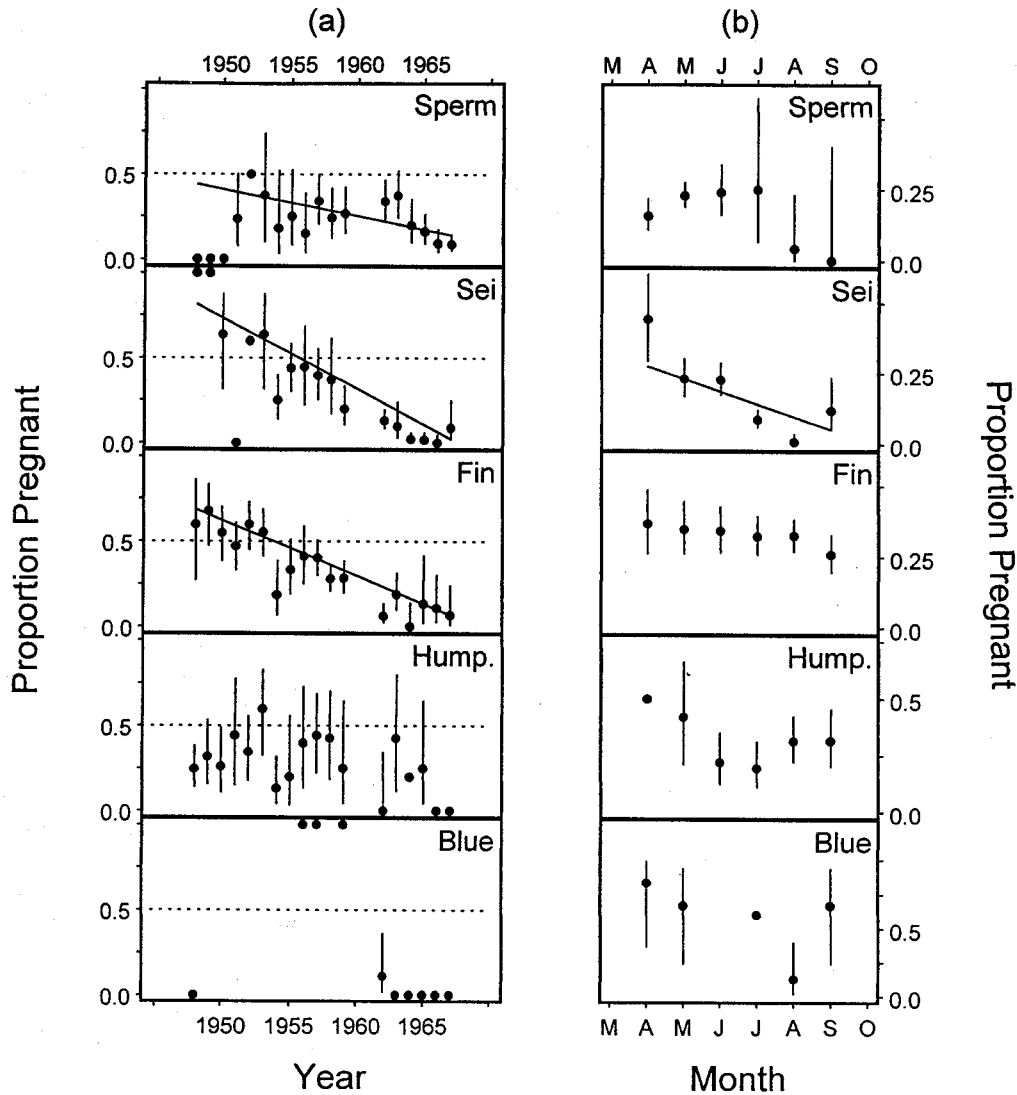 (a)
(b)
1950 1955 1960 1965
M A M J J A S O
Sperm
0.5
0.0
Sei
0.5
0.0
Fin
0.5
0.0
Hump.
0.5
0.0
Blue
0.5
0.0
Sperm
0.25
0.0
Sei
0.25
0.0
Fin
0.25
0.0
Hump.
0.5
0.0
Blue
0.5
0.0
Proportion Pregnant
Proportion Pregnant
1950 1955 1960 1965
M A M J J A S O
Year
Month